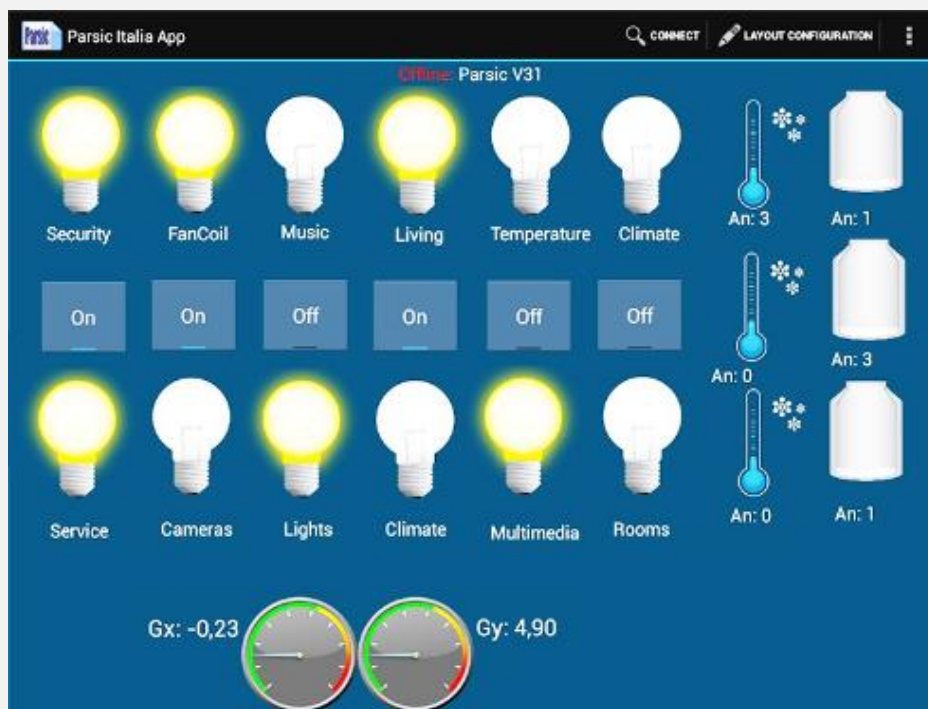 Parsic Parsic Italia App CONNECT LAYOUT CONFIGURATION
Offline: Parsic V31
An: 3 An: 1
Security FanCoil Music Living Temperature Climate
On On Off On Off Off
An: 3
An: 0
An: 0 An: 1
Service Cameras Lights Climate Multimedia Rooms
Gx: -0,23 Gy: 4,90